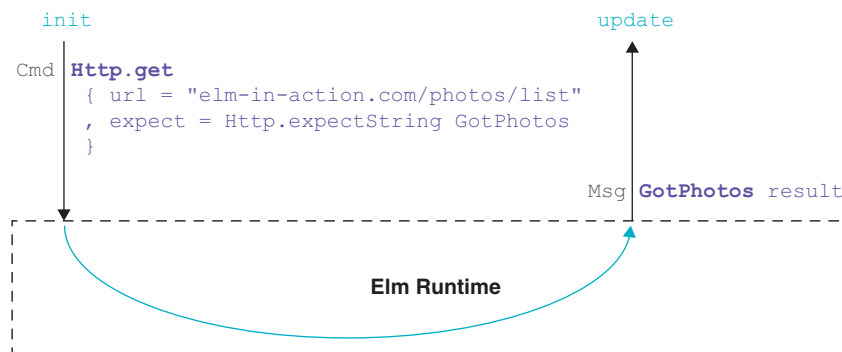 init
update
Cmd Http.get
{ url = "elm-in-action.com/photos/list"
, expect = Http.expectString GotPhotos
}
Msg GotPhotos result
Elm Runtime